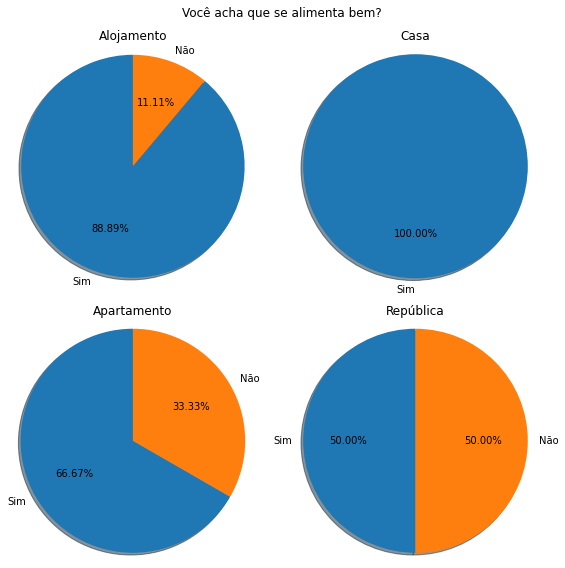 Você acha que se alimenta bem?
Alojamento
Não
11.11%
88.89%
Sim
Casa
100.00%
Sim
Apartamento
Não
33.33%
66.67%
Sim
República
Sim
50.00%
50.00%
Não